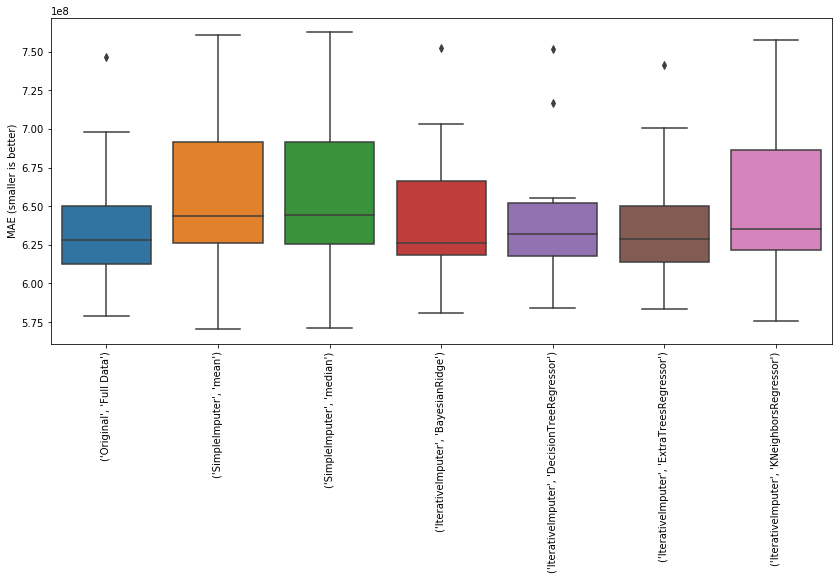 1e8
7.50
7.25
7.00
6.75
6.50
6.25
6.00
5.75
MAE (smaller is better)
('Original', 'Full Data')
('SimpleImputer', 'mean')
('SimpleImputer', 'median')
('IterativeImputer', 'BayesianRidge')
('IterativeImputer', 'DecisionTreeRegressor')
('IterativeImputer', 'ExtraTreesRegressor')
('IterativeImputer', 'KNeighborsRegressor')